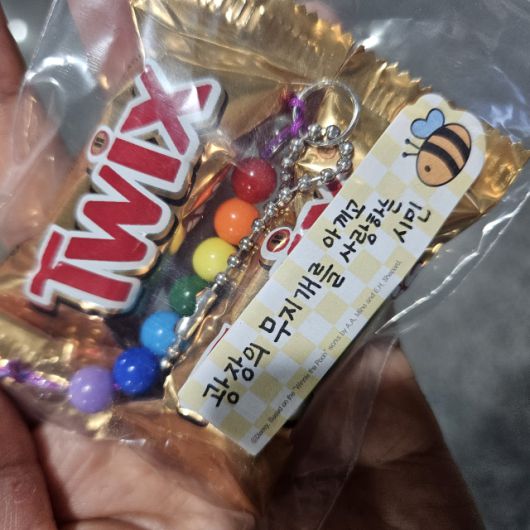 TWIX
광장의 무지개를 아끼고
사랑하는
시민
©Disney. Based on the "Winnie the Pooh" works by A.A. Milne and E.H. Shepard.